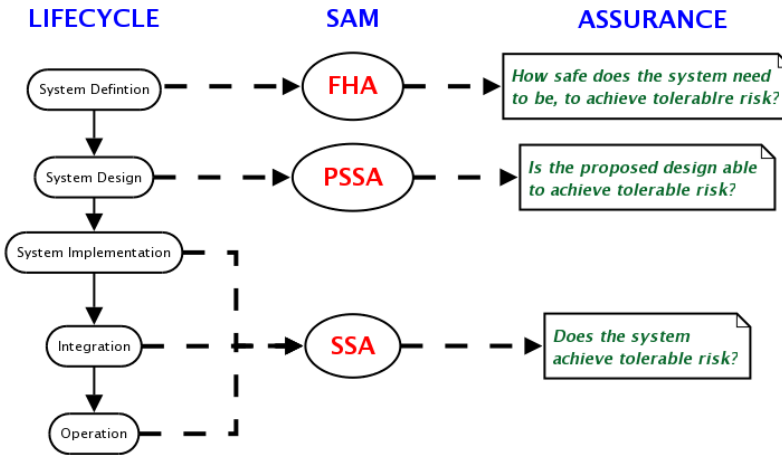 LIFECYCLE SAM ASSURANCE
System Defintion FHA How safe does the system need
to be, to achieve tolerablre risk?
System Design PSSA Is the proposed design able
to achieve tolerable risk?
System Implementation
Integration SSA Does the system
achieve tolerable risk?
Operation